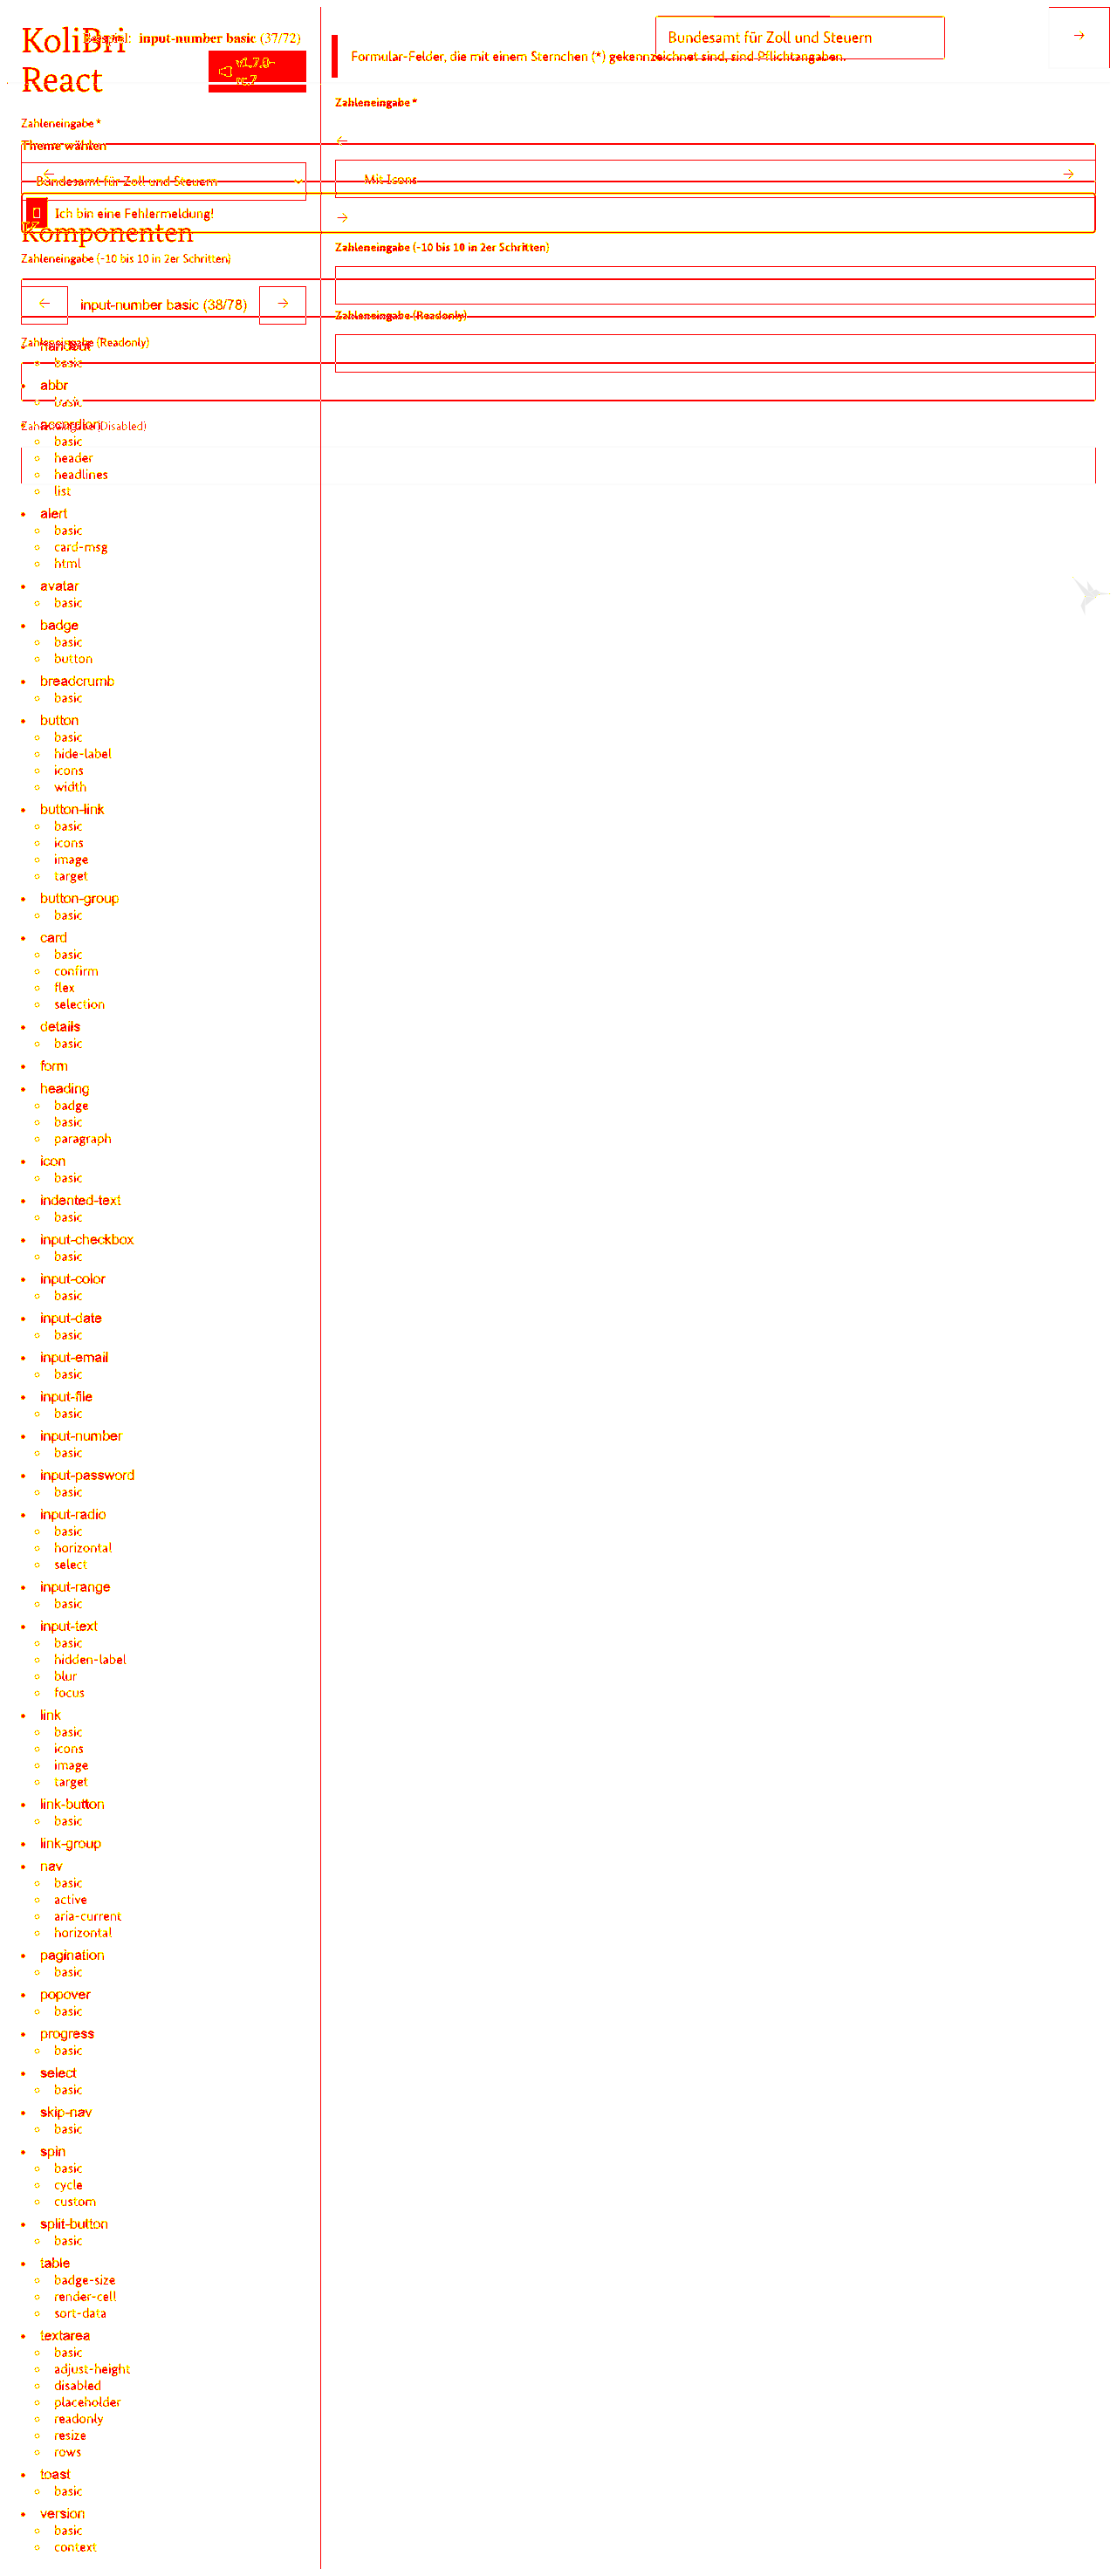 KoliBri
Beispiel: input-number basic (37/72)
Bundesamt für Zoll und Steuern
v1.7.0-
rc.2
Formular-Felder, die mit einem Sternchen (*) gekennzeichnet sind, sind Pflichtangaben.
React
Zahleneingabe *
Zahleneingabe *
Theme wählen
Bundesamt für Zoll und Steuern
Mit Icons
Ich bin eine Fehlermeldung!
Komponenten
Zahleneingabe (-10 bis 10 in 2er Schritten)
Zahleneingabe (-10 bis 10 in 2er Schritten)
input-number basic (38/78)
Zahleneingabe (Readonly)
Zahleneingabe (Readonly)
handout
basic
abbr
basic
accordion
Zahleneingabe (Disabled)
basic
header
headlines
list
alert
basic
card-msg
html
avatar
basic
badge
basic
button
breadcrumb
basic
button
basic
hide-label
icons
width
button-link
basic
icons
image
target
button-group
basic
card
basic
confirm
flex
selection
details
basic
form
heading
badge
basic
paragraph
icon
basic
indented-text
basic
input-checkbox
basic
input-color
basic
input-date
basic
input-email
basic
input-file
basic
input-number
basic
input-password
basic
input-radio
basic
horizontal
select
input-range
basic
input-text
basic
hidden-label
blur
focus
link
basic
icons
image
target
link-button
basic
link-group
nav
basic
active
aria-current
horizontal
pagination
basic
popover
basic
progress
basic
select
basic
skip-nav
basic
spin
basic
cycle
custom
split-button
basic
table
badge-size
render-cell
sort-data
textarea
basic
adjust-height
disabled
placeholder
readonly
resize
rows
toast
basic
version
basic
context